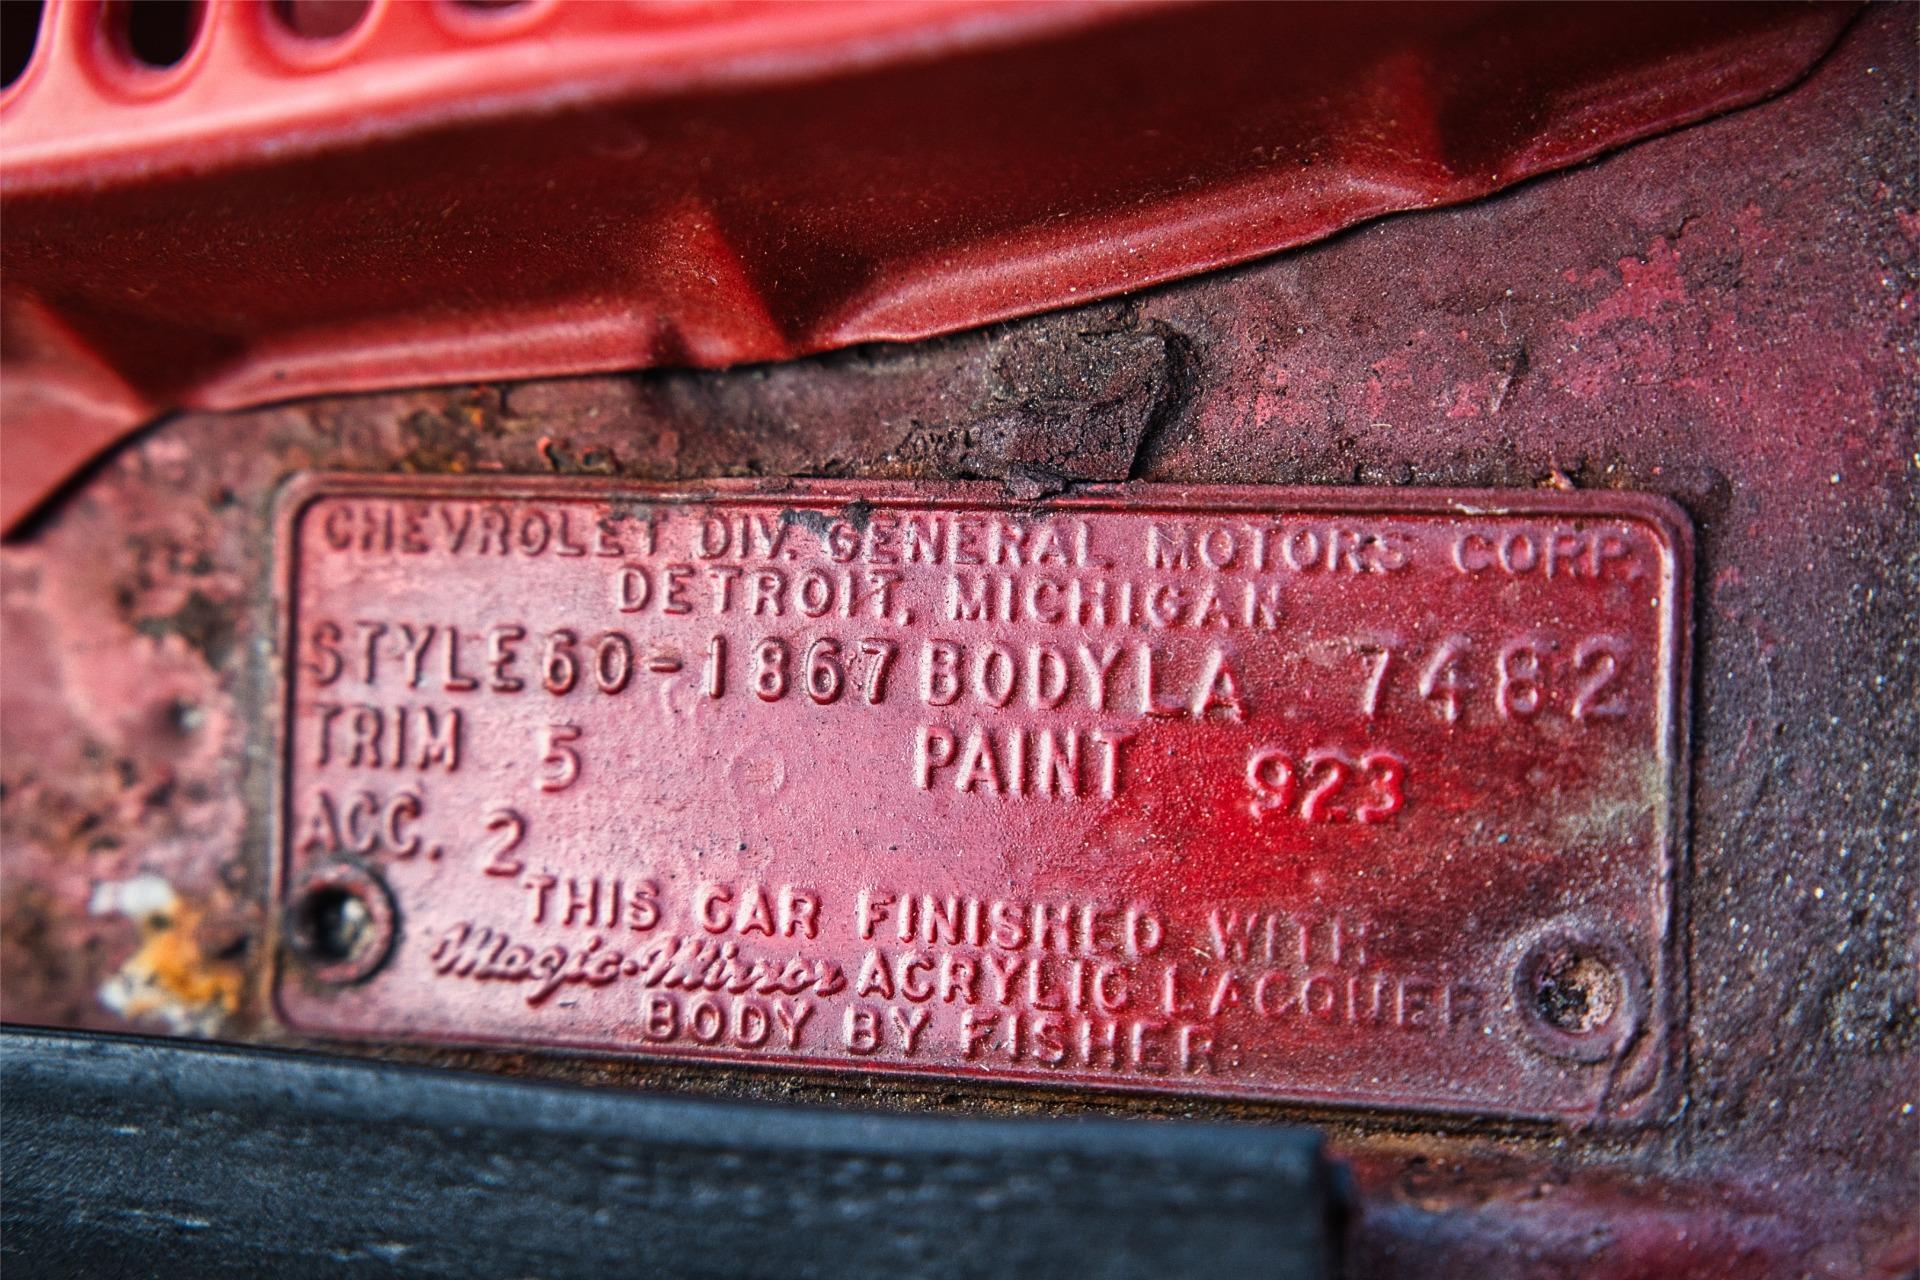 CHEVROLET DIV. GENERAL MOTORS CORP.
DETROIT, MICHIGAN
STYLE 60-1867 BODY LA 7482
TRIM 5 PAINT 923
ACC. 2
THIS CAR FINISHED WITH
Magic-Mirror ACRYLIC LACQUER
BODY BY FISHER